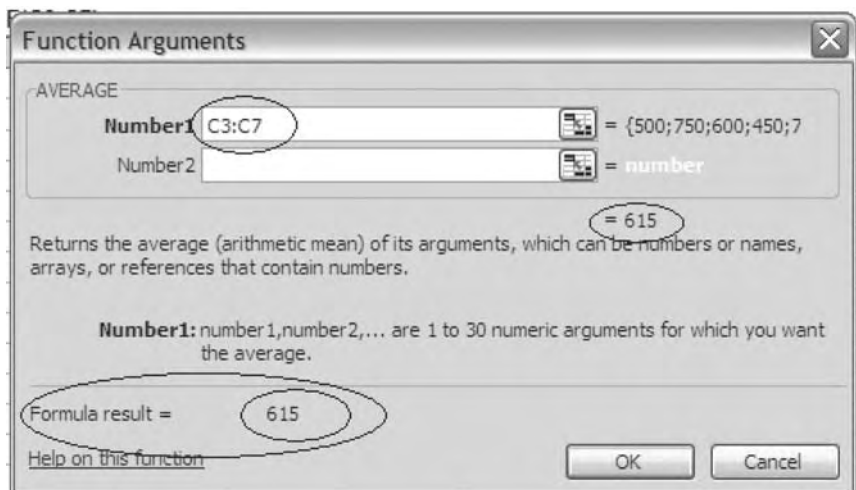 Function Arguments
AVERAGE
Number1 C3:C7 = {500;750;600;450;7
Number2 = number
= 615
Returns the average (arithmetic mean) of its arguments, which can be numbers or names,
arrays, or references that contain numbers.
Number1: number1,number2,... are 1 to 30 numeric arguments for which you want
the average.
Formula result = 615
Help on this function
OK Cancel